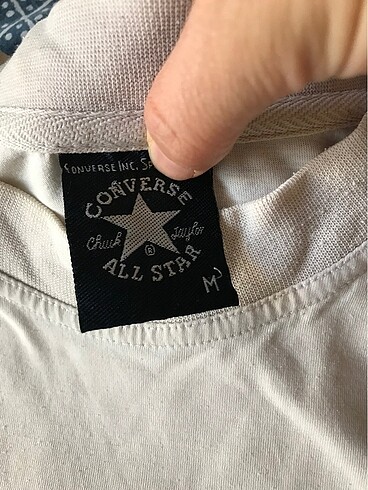 CONVERSE INC.
CONVERSE
Chuck Taylor
®
ALL STAR
M